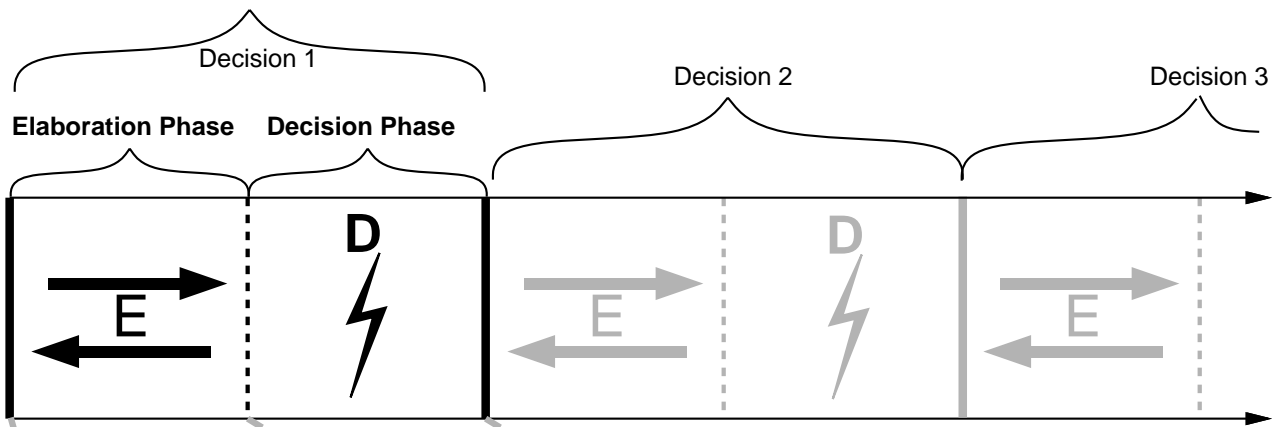 Decision 1
Decision 2
Decision 3
Elaboration Phase
Decision Phase
D
D
E
E
E